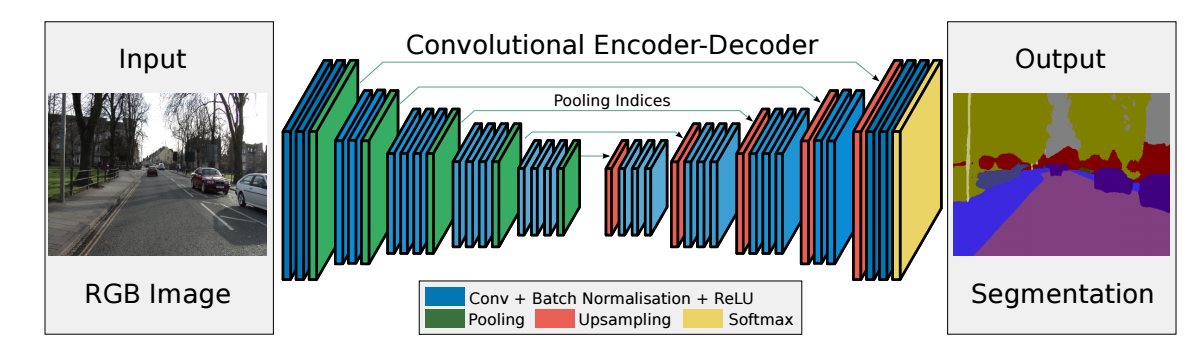 Input
RGB Image
Convolutional Encoder-Decoder
Pooling Indices
Conv + Batch Normalisation + ReLU
Pooling Upsampling Softmax
Output
Segmentation